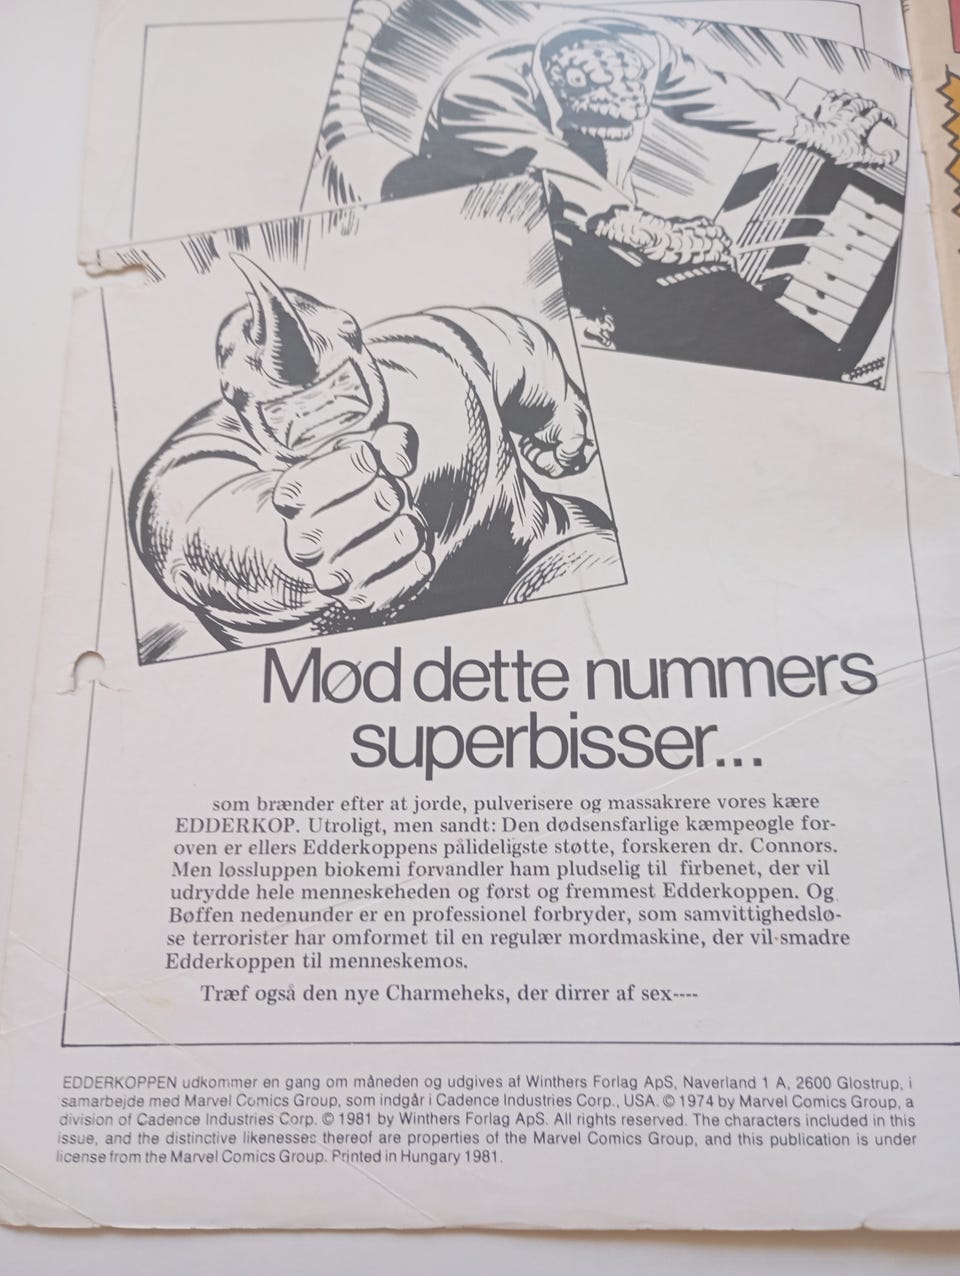 Mød dette nummers
superbisser...
som brænder efter at jorde, pulverisere og massakrere vores kære
EDDERKOP. Utroligt, men sandt: Den dødsensfarlige kæmpeøgle for-
oven er ellers Edderkoppens pålideligste støtte, forskeren dr. Connors.
Men løssluppen biokemi forvandler ham pludselig til firbenet, der vil
udrydde hele menneskeheden og først og fremmest Edderkoppen. Og
Bøffen nedenunder er en professionel forbryder, som samvittighedslø-
se terrorister har omformet til en regulær mordmaskine, der vil smadre
Edderkoppen til menneskemos.
Træf også den nye Charmeheks, der dirrer af sex----
EDDERKOPPEN udkommer en gang om måneden og udgives af Winthers Forlag ApS, Naverland 1 A, 2600 Glostrup, i
samarbejde med Marvel Comics Group, som indgår i Cadence Industries Corp., USA. © 1974 by Marvel Comics Group, a
division of Cadence Industries Corp. © 1981 by Winthers Forlag ApS. All rights reserved. The characters included in this
issue, and the distinctive likenesses thereof are properties of the Marvel Comics Group, and this publication is under
license from the Marvel Comics Group. Printed in Hungary 1981.